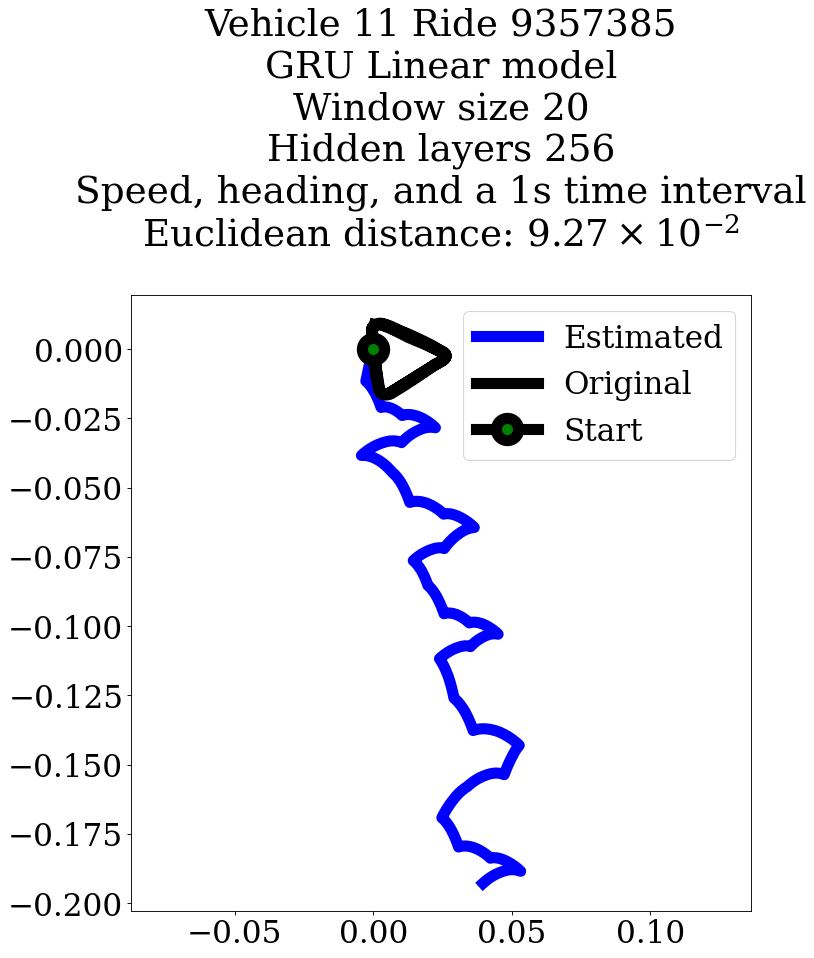 Vehicle 11 Ride 9357385
GRU Linear model
Window size 20
Hidden layers 256
Speed, heading, and a 1s time interval
Euclidean distance: 9.27 × 10⁻²
Estimated
Original
Start
0.000
−0.025
−0.050
−0.075
−0.100
−0.125
−0.150
−0.175
−0.200
−0.05 0.00 0.05 0.10